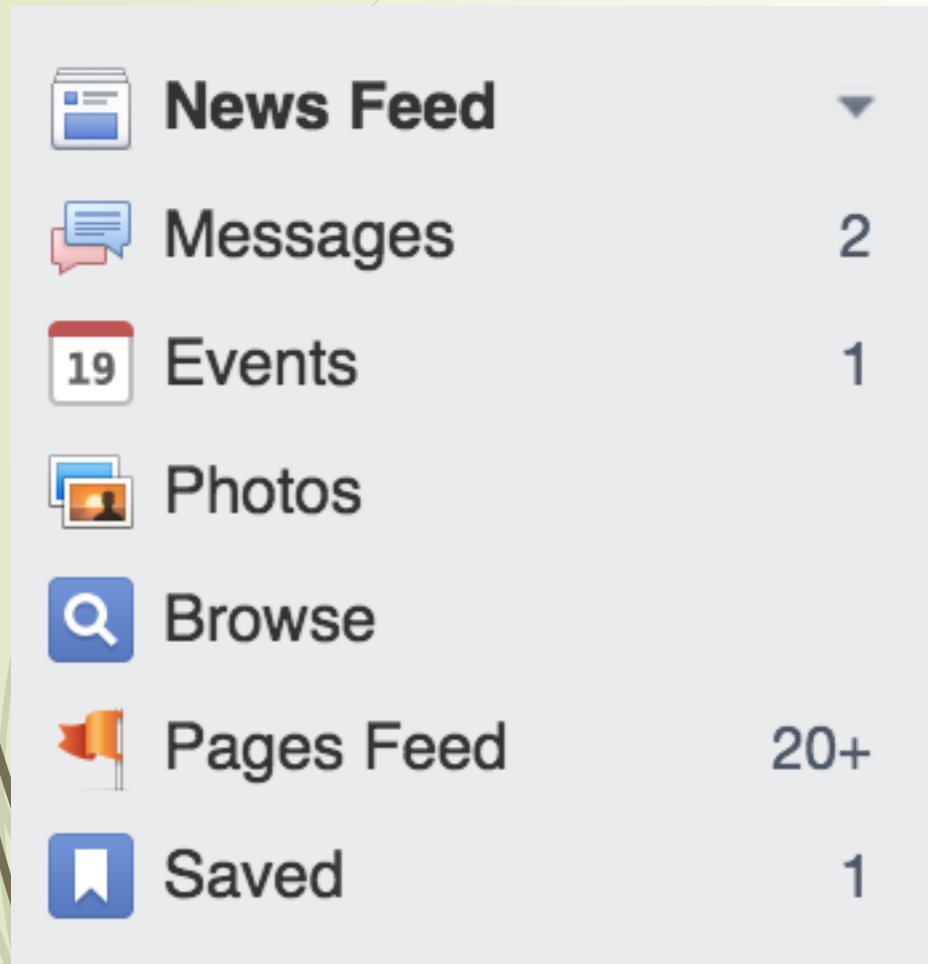 News Feed
Messages 2
19 Events 1
Photos
Browse
Pages Feed 20+
Saved 1